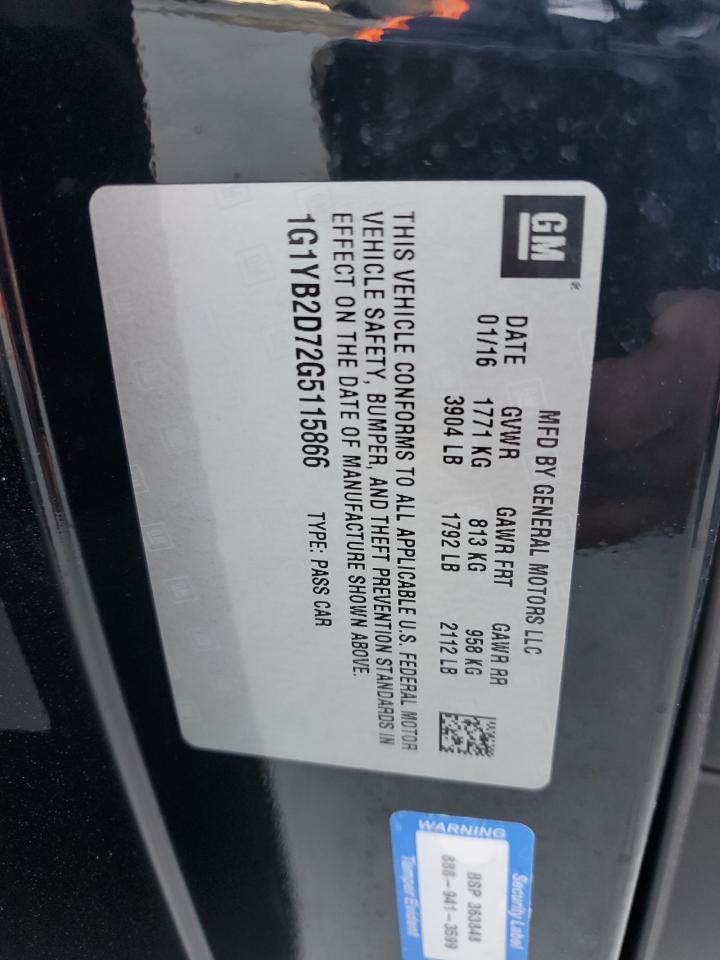 GM
MFD BY GENERAL MOTORS LLC
DATE GVWR GAWR FRT GAWR RR
01/16 1771 KG 813 KG 958 KG
3904 LB 1792 LB 2112 LB
THIS VEHICLE CONFORMS TO ALL APPLICABLE U.S. FEDERAL MOTOR
VEHICLE SAFETY, BUMPER, AND THEFT PREVENTION STANDARDS IN
EFFECT ON THE DATE OF MANUFACTURE SHOWN ABOVE.
1G1YB2D72G5115866 TYPE: PASS CAR
WARNING
Security Label
BSP 363848
888-941-3599
Tamper Evident